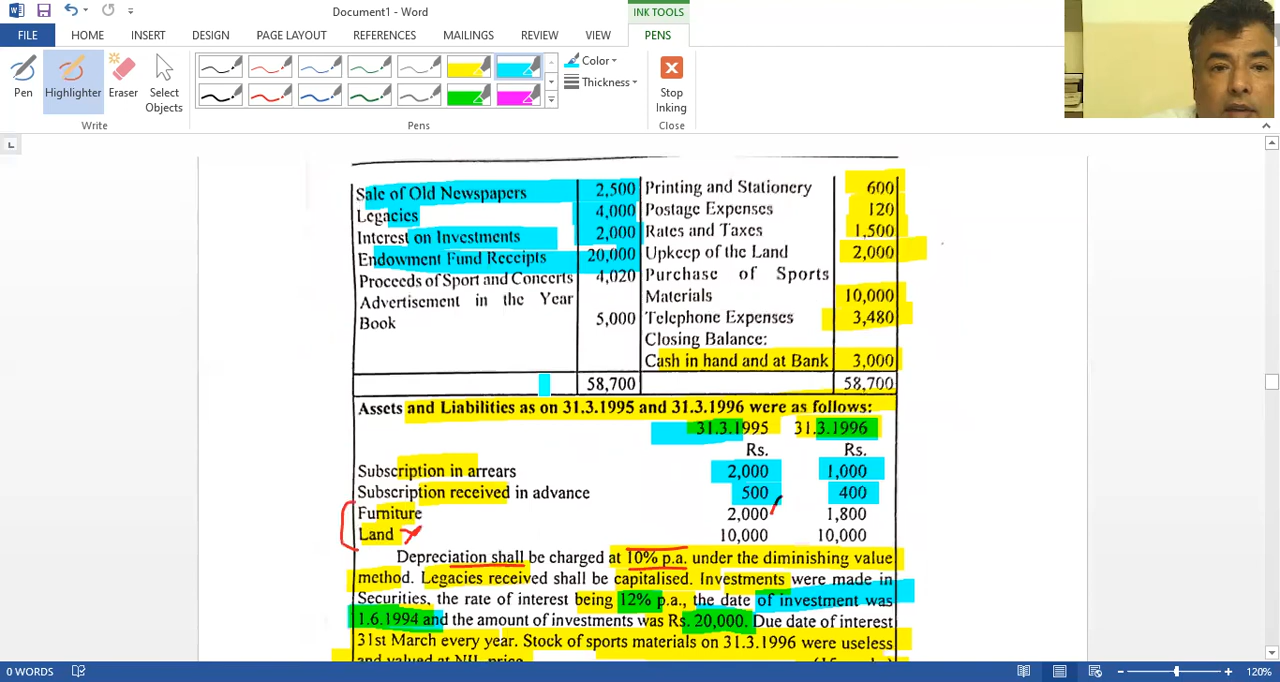 Document1 - Word
INK TOOLS
FILE HOME INSERT DESIGN PAGE LAYOUT REFERENCES MAILINGS REVIEW VIEW PENS
Pen Highlighter Eraser Select Objects
Color
Thickness
Stop Inking
Write Pens Close
Sale of Old Newspapers 2,500 Printing and Stationery 600
Legacies 4,000 Postage Expenses 120
Interest on Investments 2,000 Rates and Taxes 1,500
Endowment Fund Receipts 20,000 Upkeep of the Land 2,000
Proceeds of Sport and Concerts 4,020 Purchase of Sports
Advertisement in the Year Materials 10,000
Book 5,000 Telephone Expenses 3,480
Closing Balance:
Cash in hand and at Bank 3,000
58,700 58,700
Assets and Liabilities as on 31.3.1995 and 31.3.1996 were as follows:
31.3.1995 31.3.1996
Rs. Rs.
Subscription in arrears 2,000 1,000
Subscription received in advance 500 400
Furniture 2,000 1,800
Land 10,000 10,000
Depreciation shall be charged at 10% p.a. under the diminishing value
method. Legacies received shall be capitalised. Investments were made in
Securities, the rate of interest being 12% p.a., the date of investment was
1.6.1994 and the amount of investments was Rs. 20,000. Due date of interest
31st March every year. Stock of sports materials on 31.3.1996 were useless
and valued at NIL price.
0 WORDS
120%